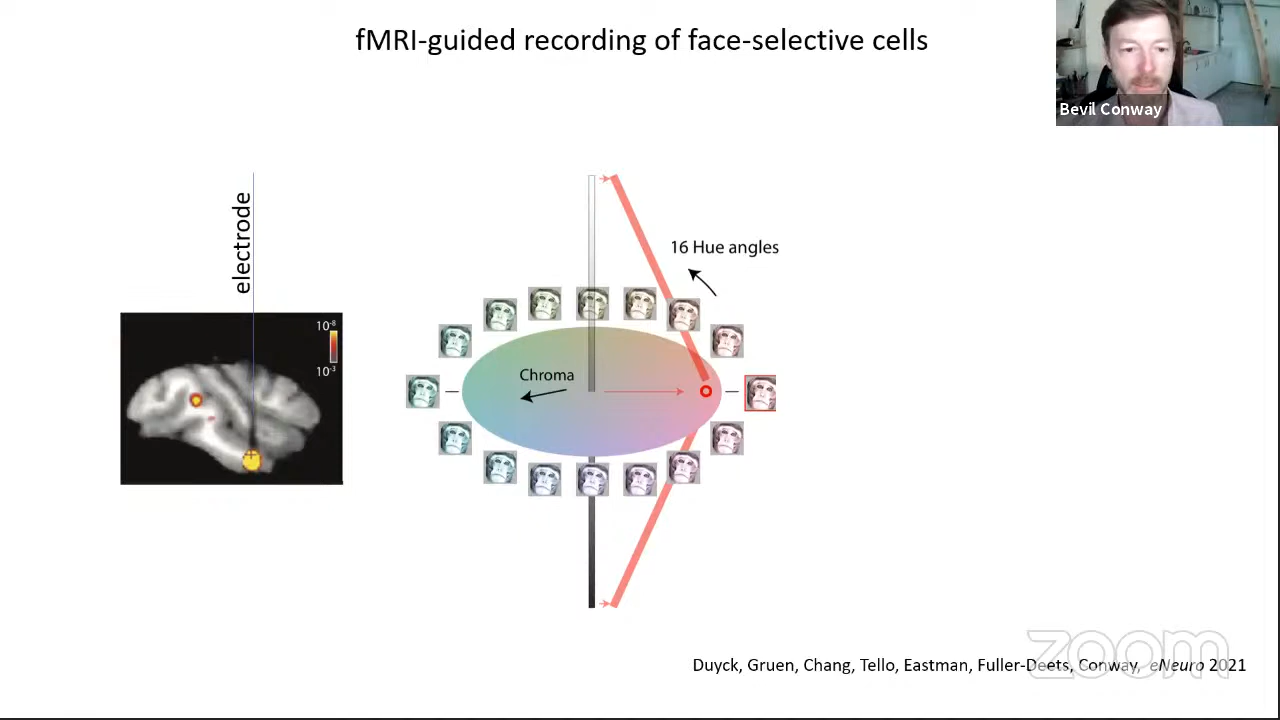 fMRI-guided recording of face-selective cells
Bevil Conway
electrode
10-8
10-3
16 Hue angles
Chroma
Duyck, Gruen, Chang, Tello, Eastman, Fuller-Deets, Conway, eNeuro 2021
zoom